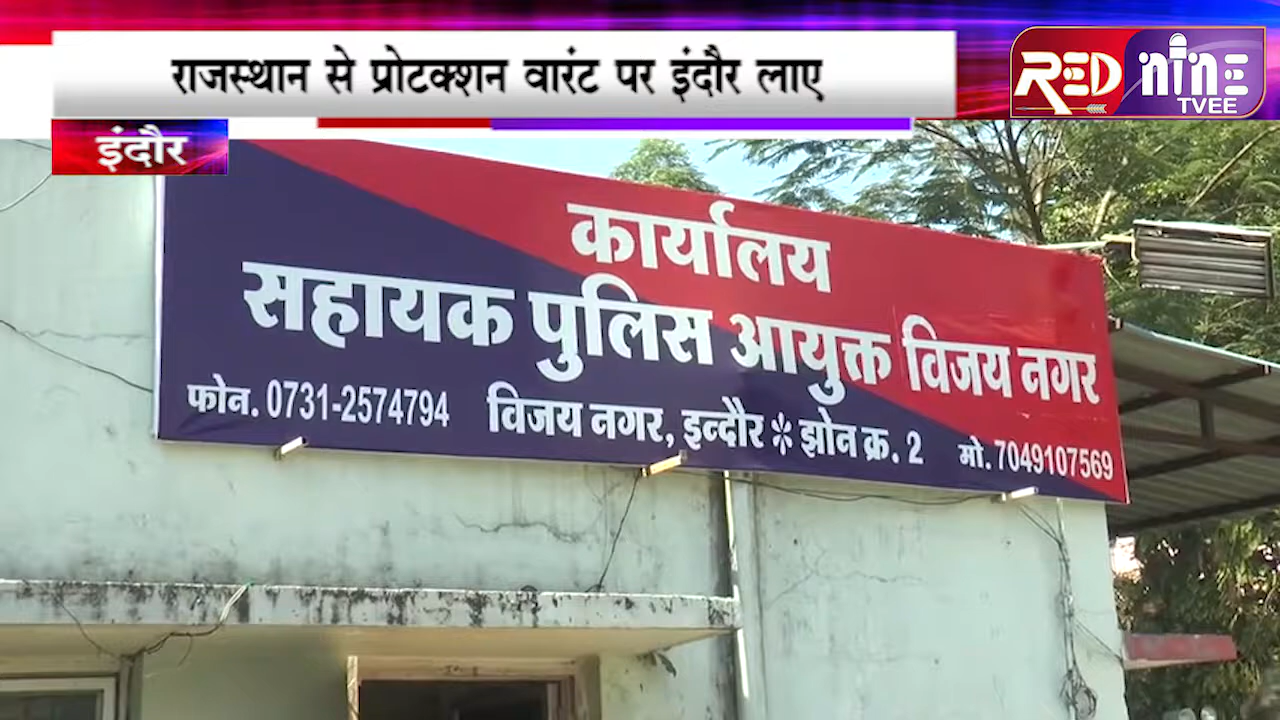 राजस्थान से प्रोटक्शन वारंट पर इंदौर लाए
RED NINE
TVEE
इंदौर
कार्यालय
सहायक पुलिस आयुक्त विजय नगर
फोन. 0731-2574794 विजय नगर, इन्दौर * झोन क्र. 2 मो. 7049107569